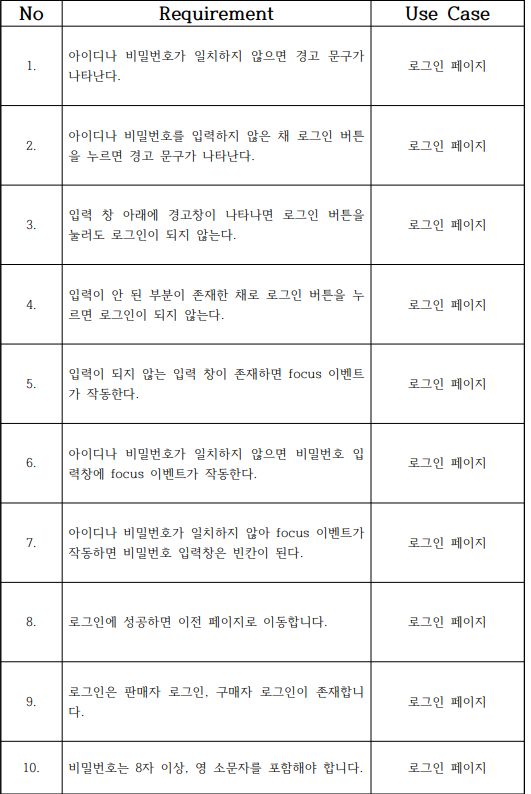 No Requirement Use Case
1. 아이디나 비밀번호가 일치하지 않으면 경고 문구가 로그인 페이지
나타난다.
2. 아이디나 비밀번호를 입력하지 않은 채 로그인 버튼 로그인 페이지
을 누르면 경고 문구가 나타난다.
3. 입력 창 아래에 경고창이 나타나면 로그인 버튼을 로그인 페이지
눌러도 로그인이 되지 않는다.
4. 입력이 안 된 부분이 존재한 채로 로그인 버튼을 누 로그인 페이지
르면 로그인이 되지 않는다.
5. 입력이 되지 않는 입력 창이 존재하면 focus 이벤트 로그인 페이지
가 작동한다.
6. 아이디나 비밀번호가 일치하지 않으면 비밀번호 입 로그인 페이지
력창에 focus 이벤트가 작동한다.
7. 아이디나 비밀번호가 일치하지 않아 focus 이벤트가 로그인 페이지
작동하면 비밀번호 입력창은 빈칸이 된다.
8. 로그인에 성공하면 이전 페이지로 이동합니다. 로그인 페이지
9. 로그인은 판매자 로그인, 구매자 로그인이 존재합니 로그인 페이지
다.
10. 비밀번호는 8자 이상, 영 소문자를 포함해야 합니다. 로그인 페이지